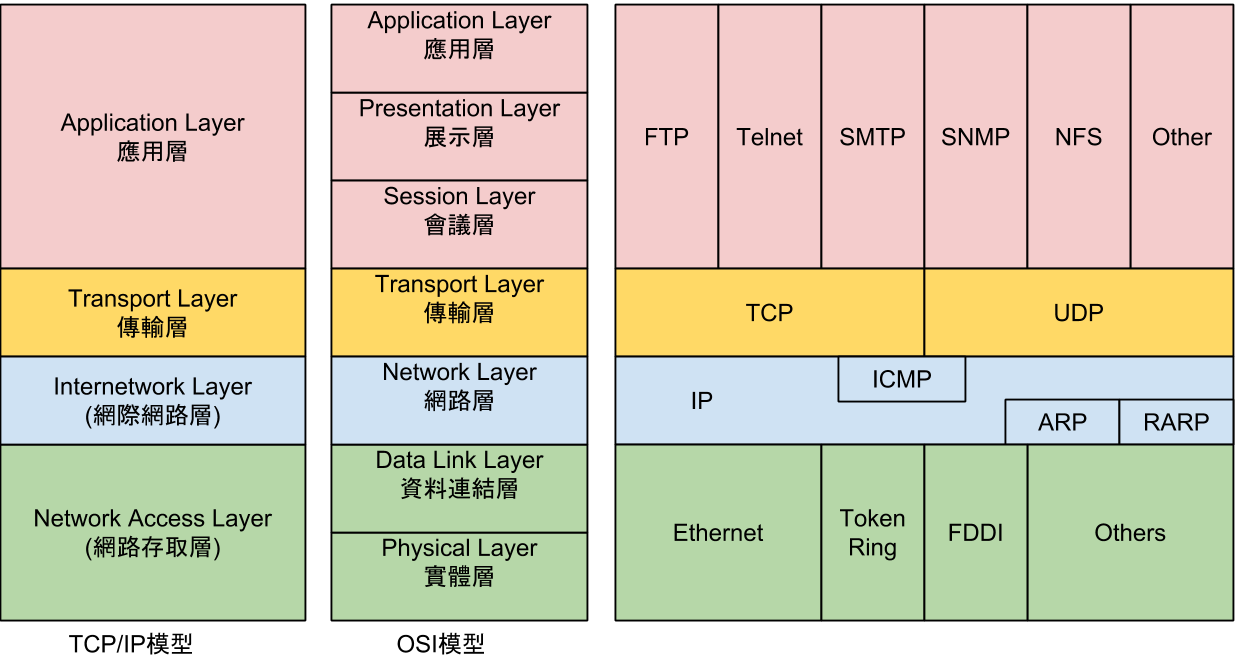 Application Layer
應用層
Transport Layer
傳輸層
Internetwork Layer
(網際網路層)
Network Access Layer
(網路存取層)
TCP/IP模型
Application Layer
應用層
Presentation Layer
展示層
Session Layer
會議層
Transport Layer
傳輸層
Network Layer
網路層
Data Link Layer
資料連結層
Physical Layer
實體層
OSI模型
FTP
Telnet
SMTP
SNMP
NFS
Other
TCP
UDP
IP
ICMP
ARP
RARP
Ethernet
Token
Ring
FDDI
Others